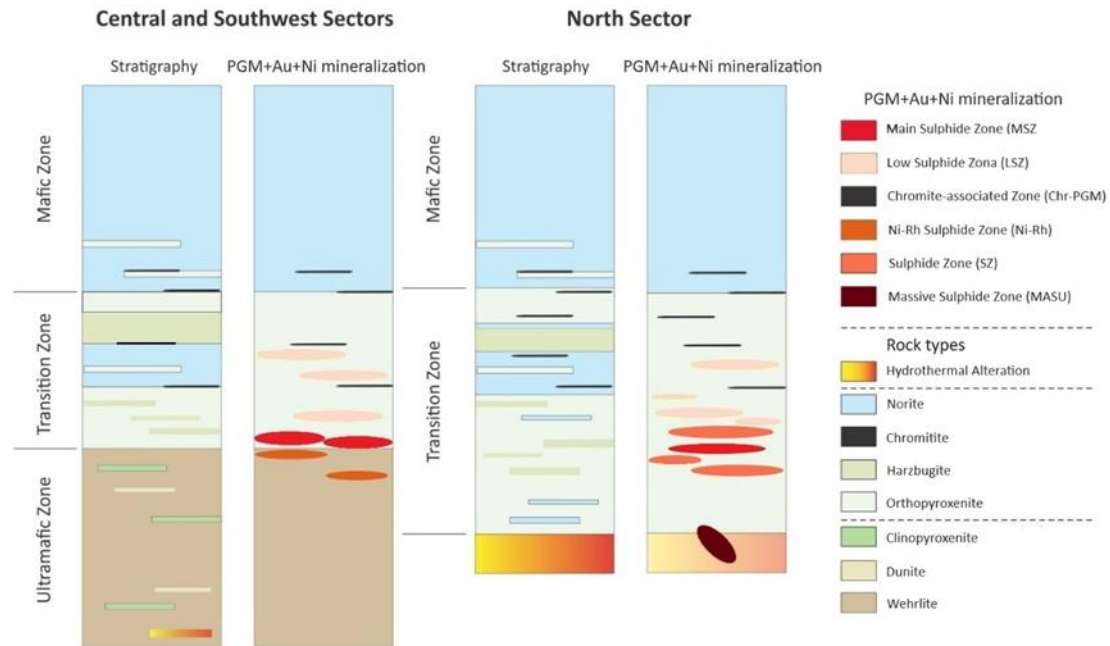 Central and Southwest Sectors
North Sector
Stratigraphy
PGM+Au+Ni mineralization
Stratigraphy
PGM+Au+Ni mineralization
Mafic Zone
Transition Zone
Ultramafic Zone
Mafic Zone
Transition Zone
PGM+Au+Ni mineralization
Main Sulphide Zone (MSZ
Low Sulphide Zona (LSZ)
Chromite-associated Zone (Chr-PGM)
Ni-Rh Sulphide Zone (Ni-Rh)
Sulphide Zone (SZ)
Massive Sulphide Zone (MASU)
Rock types
Hydrothermal Alteration
Norite
Chromitite
Harzbugite
Orthopyroxenite
Clinopyroxenite
Dunite
Wehrlite